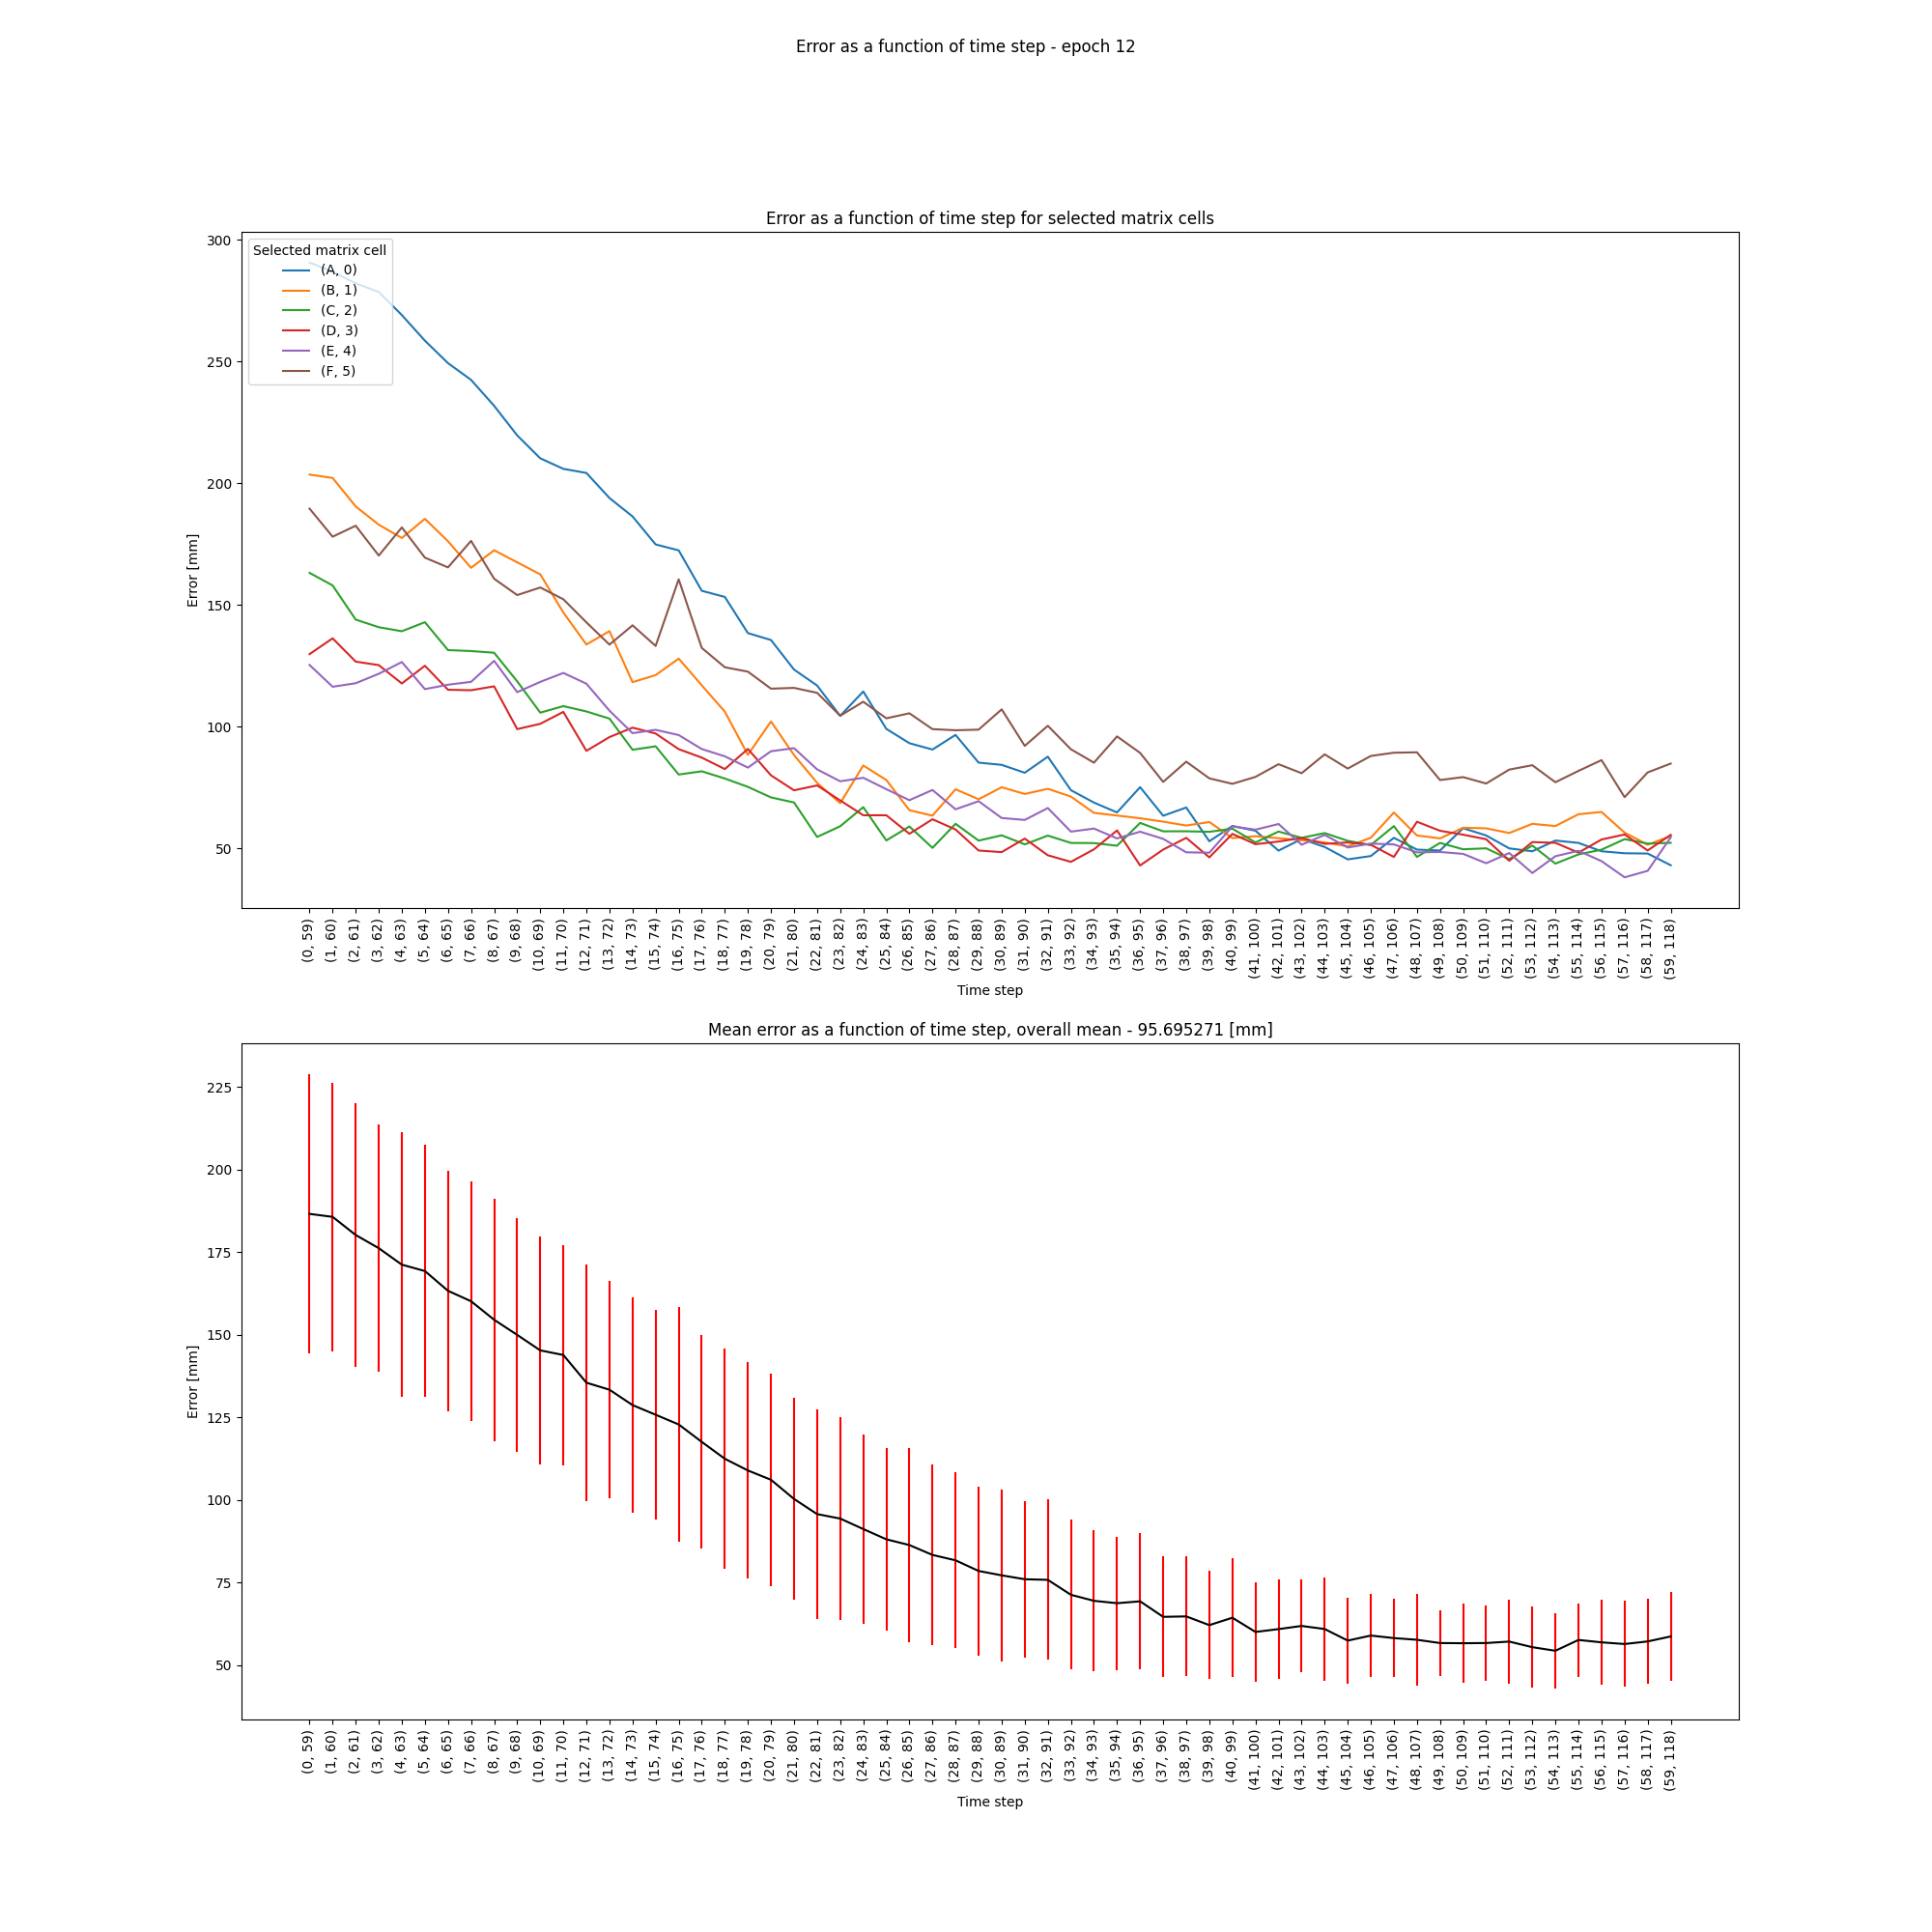 Error as a function of time step - epoch 12
Error as a function of time step for selected matrix cells
300
250
200
150
100
50
Error [mm]
Selected matrix cell
(A, 0)
(B, 1)
(C, 2)
(D, 3)
(E, 4)
(F, 5)
(0, 59) (1, 60) (2, 61) (3, 62) (4, 63) (5, 64) (6, 65) (7, 66) (8, 67) (9, 68) (10, 69) (11, 70) (12, 71) (13, 72) (14, 73) (15, 74) (16, 75) (17, 76) (18, 77) (19, 78) (20, 79) (21, 80) (22, 81) (23, 82) (24, 83) (25, 84) (26, 85) (27, 86) (28, 87) (29, 88) (30, 89) (31, 90) (32, 91) (33, 92) (34, 93) (35, 94) (36, 95) (37, 96) (38, 97) (39, 98) (40, 99) (41, 100) (42, 101) (43, 102) (44, 103) (45, 104) (46, 105) (47, 106) (48, 107) (49, 108) (50, 109) (51, 110) (52, 111) (53, 112) (54, 113) (55, 114) (56, 115) (57, 116) (58, 117) (59, 118)
Time step
Mean error as a function of time step, overall mean - 95.695271 [mm]
225
200
175
150
125
100
75
50
Error [mm]
(0, 59) (1, 60) (2, 61) (3, 62) (4, 63) (5, 64) (6, 65) (7, 66) (8, 67) (9, 68) (10, 69) (11, 70) (12, 71) (13, 72) (14, 73) (15, 74) (16, 75) (17, 76) (18, 77) (19, 78) (20, 79) (21, 80) (22, 81) (23, 82) (24, 83) (25, 84) (26, 85) (27, 86) (28, 87) (29, 88) (30, 89) (31, 90) (32, 91) (33, 92) (34, 93) (35, 94) (36, 95) (37, 96) (38, 97) (39, 98) (40, 99) (41, 100) (42, 101) (43, 102) (44, 103) (45, 104) (46, 105) (47, 106) (48, 107) (49, 108) (50, 109) (51, 110) (52, 111) (53, 112) (54, 113) (55, 114) (56, 115) (57, 116) (58, 117) (59, 118)
Time step